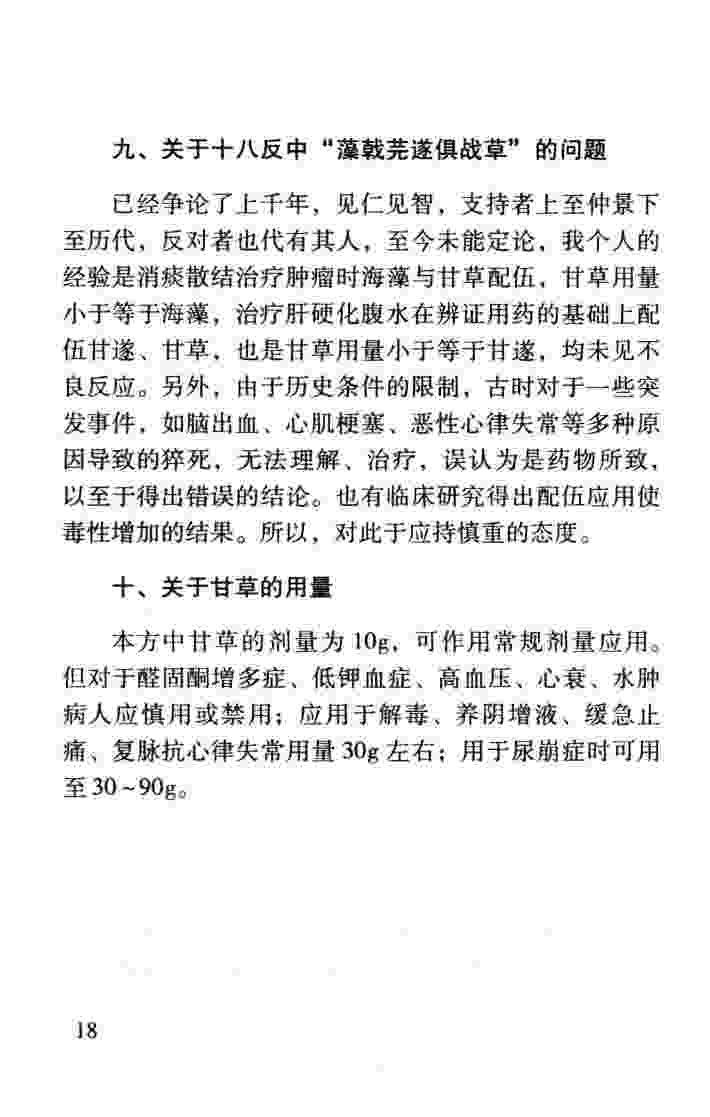 九、关于十八反中“藻戟芫遂俱战草”的问题
已经争论了上千年，见仁见智，支持者上至仲景下
至历代，反对者也代有其人，至今未能定论，我个人的
经验是消痰散结治疗肿瘤时海藻与甘草配伍，甘草用量
小于等于海藻，治疗肝硬化腹水在辨证用药的基础上配
伍甘遂、甘草，也是甘草用量小于等于甘遂，均未见不
良反应。另外，由于历史条件的限制，古时对于一些突
发事件，如脑出血、心肌梗塞、恶性心律失常等多种原
因导致的猝死，无法理解、治疗，误认为是药物所致，
以至于得出错误的结论。也有临床研究得出配伍应用使
毒性增加的结果。所以，对此于应持慎重的态度。
十、关于甘草的用量
本方中甘草的剂量为 10g，可作用常规剂量应用。
但对于醛固酮增多症、低钾血症、高血压、心衰、水肿
病人应慎用或禁用；应用于解毒、养阴增液、缓急止
痛、复脉抗心律失常用量 30g 左右；用于尿崩症时可用
至 30～90g。
18